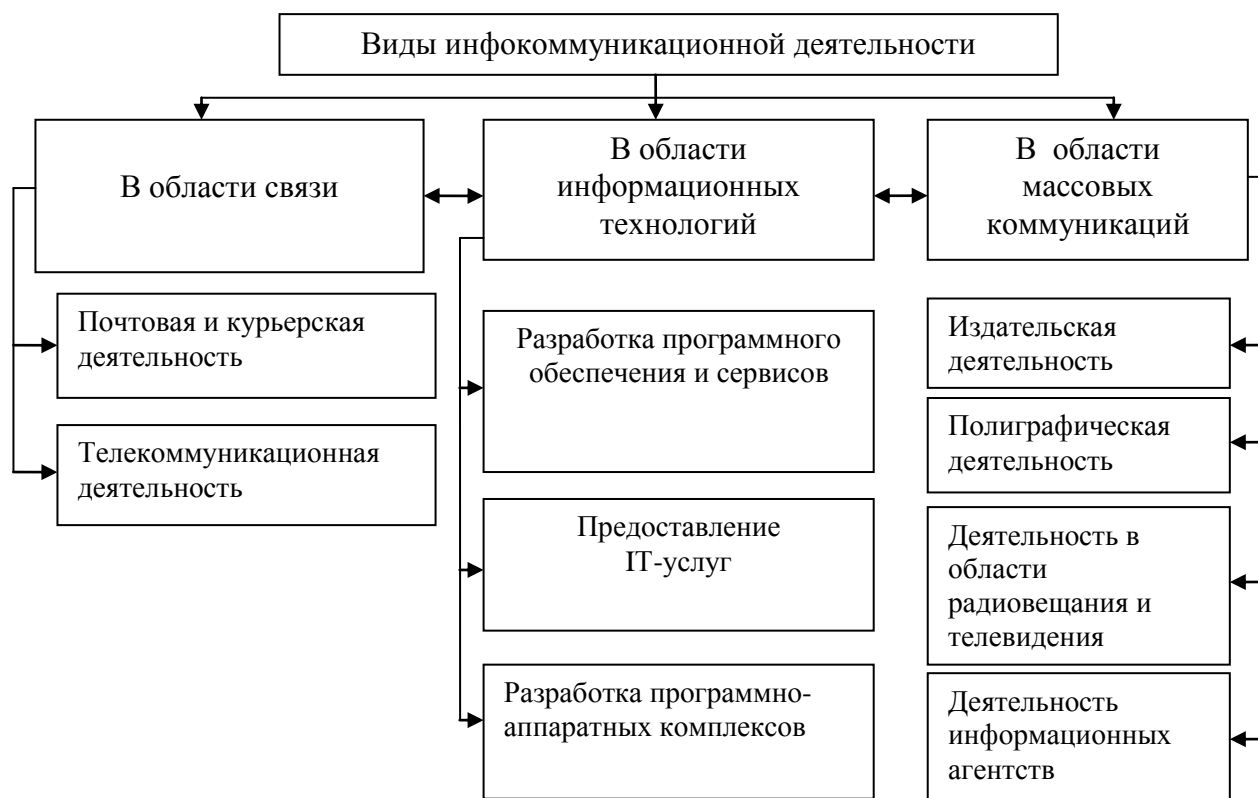 Виды инфокоммуникационной деятельности
В области связи
В области
информационных
технологий
В области
массовых
коммуникаций
Почтовая и курьерская
деятельность
Телекоммуникационная
деятельность
Разработка программного
обеспечения и сервисов
Предоставление
IT-услуг
Разработка программно-
аппаратных комплексов
Издательская
деятельность
Полиграфическая
деятельность
Деятельность в
области
радиовещания и
телевидения
Деятельность
информационных
агентств